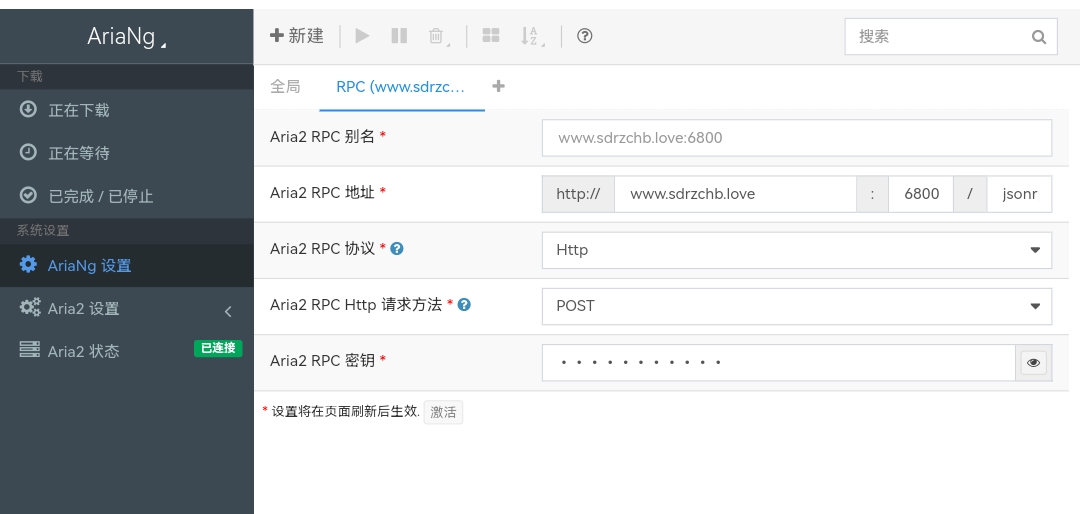 AriaNg
新建
搜索
下载
正在下载
正在等待
已完成 / 已停止
系统设置
AriaNg 设置
Aria2 设置
Aria2 状态 已连接
全局 RPC (www.sdrzc...
Aria2 RPC 别名 * www.sdrzchb.love:6800
Aria2 RPC 地址 * http:// www.sdrzchb.love : 6800 / jsonr
Aria2 RPC 协议 * Http
Aria2 RPC Http 请求方法 * POST
Aria2 RPC 密钥 * • • • • • • • • • • •
* 设置将在页面刷新后生效. 激活